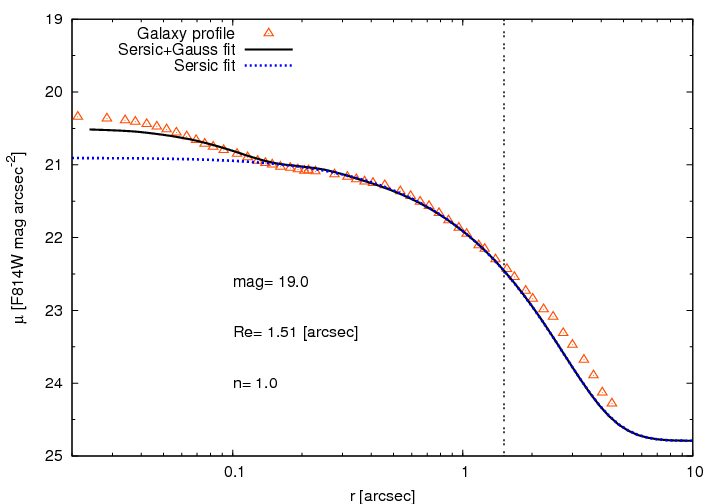 19
20
21
22
23
24
25
μ [F814W mag arcsec⁻²]
Galaxy profile
Sersic+Gauss fit
Sersic fit
mag= 19.0
Re= 1.51 [arcsec]
n= 1.0
0.1 1 10
r [arcsec]